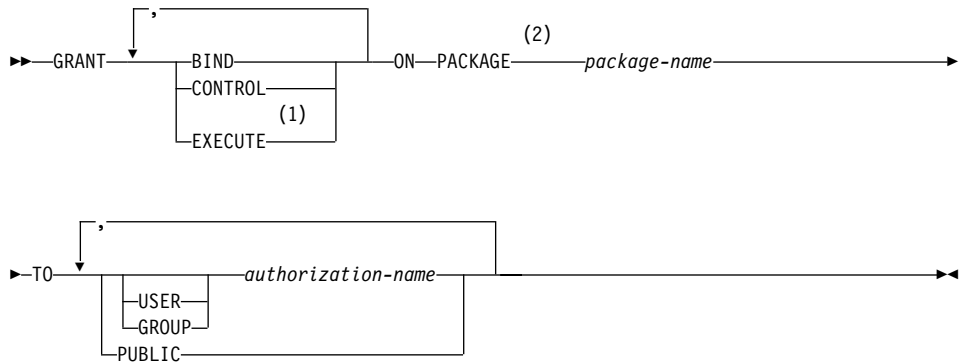 ,
(2)
GRANT BIND ON PACKAGE package-name
CONTROL
(1)
EXECUTE
,
TO authorization-name
USER
GROUP
PUBLIC